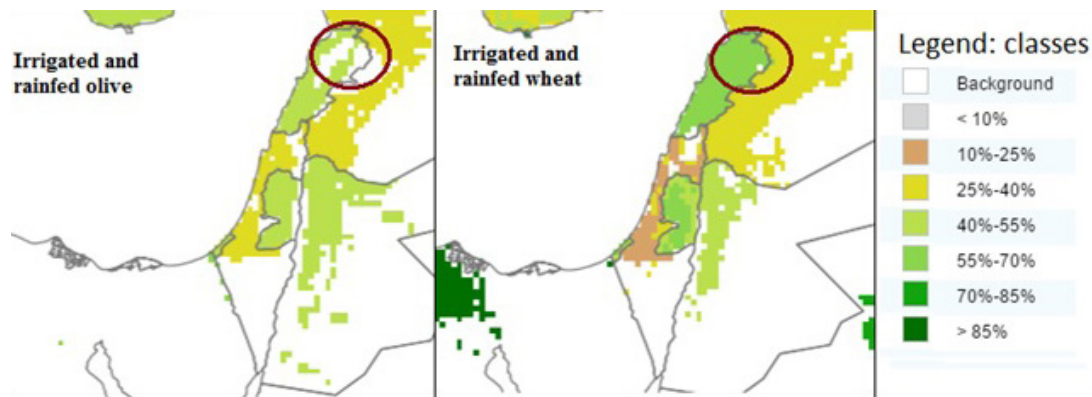 Irrigated and
rainfed olive
Irrigated and
rainfed wheat
Legend: classes
Background
< 10%
10%-25%
25%-40%
40%-55%
55%-70%
70%-85%
> 85%